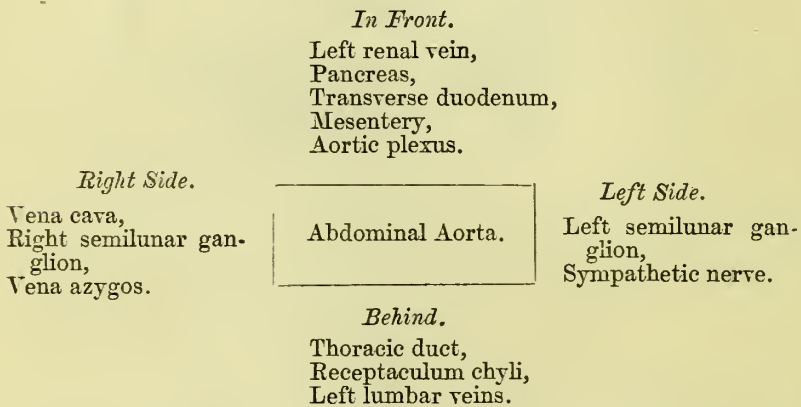 In Front.
Left renal vein,
Pancreas,
Transverse duodenum,
Mesentery,
Aortic plexus.
Right Side.
Vena cava,
Right semilunar gan-
glion,
Vena azygos.
Abdominal Aorta.
Left Side.
Left semilunar gan-
glion,
Sympathetic nerve.
Behind.
Thoracic duct,
Receptaculum chyli,
Left lumbar veins.